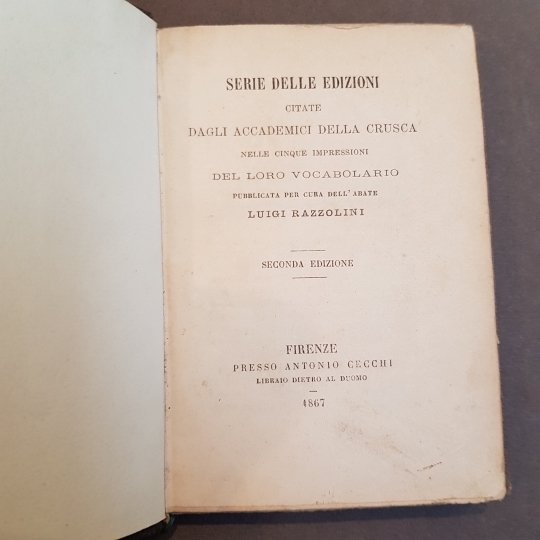 SERIE DELLE EDIZIONI
CITATE
DAGLI ACCADEMICI DELLA CRUSCA
NELLE CINQUE IMPRESSIONI
DEL LORO VOCABOLARIO
PUBBLICATA PER CURA DELL'ABATE
LUIGI RAZZOLINI
SECONDA EDIZIONE
FIRENZE
PRESSO ANTONIO CECCHI
LIBRAIO DIETRO AL DUOMO
1867